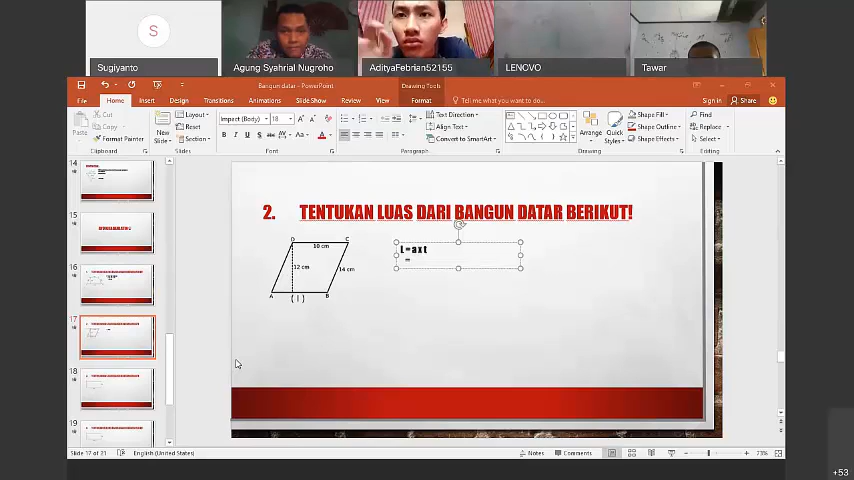 S
Sugiyanto
Agung Syahrial Nugroho
AdityaFebrian52155
LENOVO
Tawar
Bangun datar - PowerPoint
Drawing Tools
File
Home
Insert
Design
Transitions
Animations
Slide Show
Review
View
Format
Tell me what you want to do...
Sign in
Share
Paste
Cut
Copy
Format Painter
Clipboard
New
Slide
Layout
Reset
Section
Slides
Impact (Body)
18
B
I
U
S
abc
AV
Aa
A
Font
Paragraph
Text Direction
Align Text
Convert to SmartArt
Arrange
Quick
Styles
Drawing
Shape Fill
Shape Outline
Shape Effects
Find
Replace
Select
Editing
14
15
16
17
18
19
2. TENTUKAN LUAS DARI BANGUN DATAR BERIKUT!
D
C
10 cm
12 cm
14 cm
A
B
( I )
L = a x t
=
Slide 17 of 31
English (United States)
Notes
Comments
73%
+53